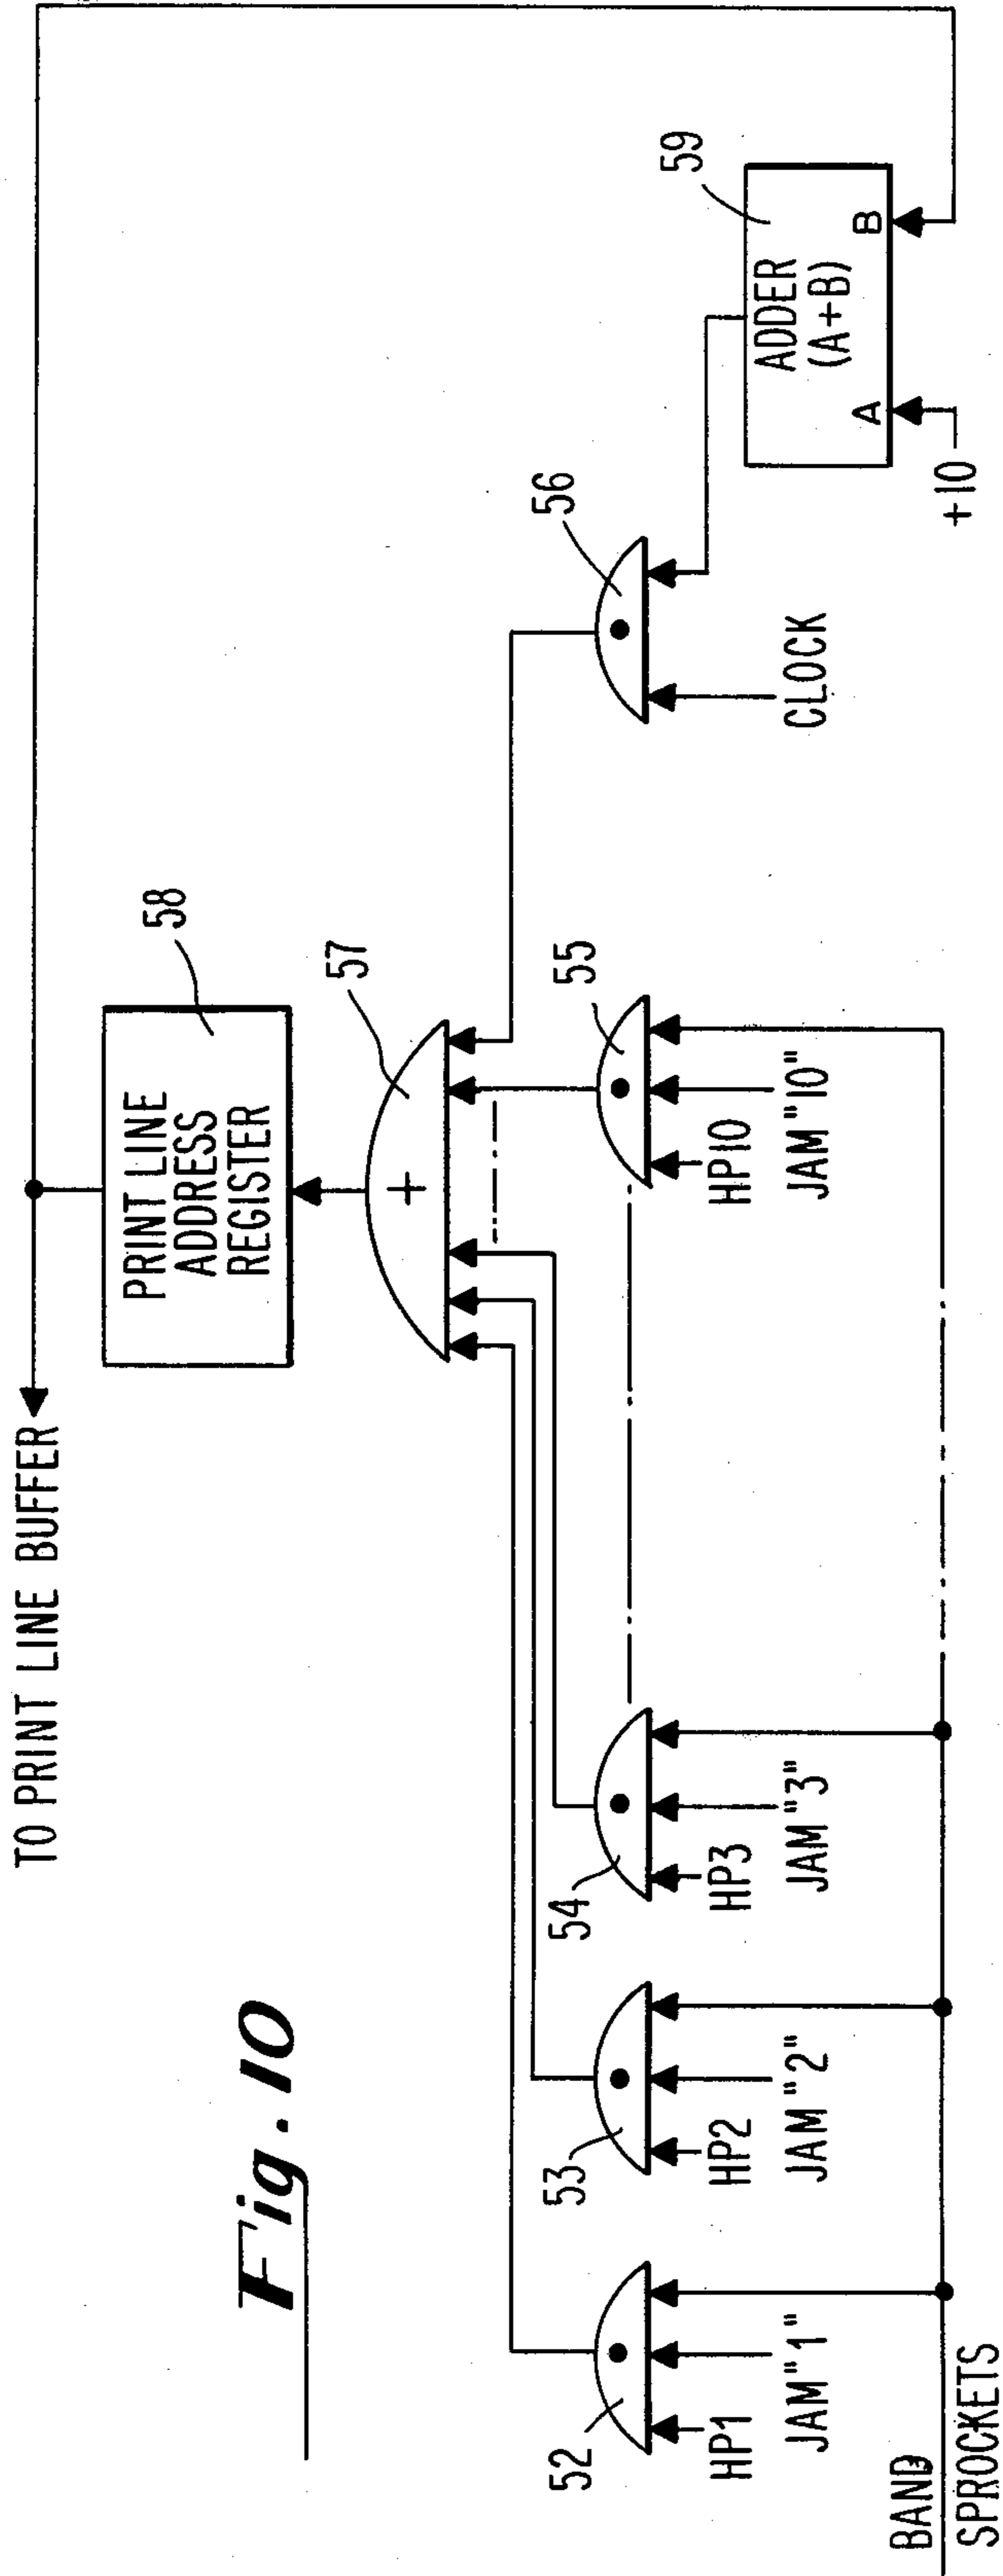 TO PRINT LINE BUFFER
PRINT LINE
ADDRESS
REGISTER
58
57
+
Fig. 10
52
53
54
55
56
59
HP1
JAM "1"
HP2
JAM "2"
HP3
JAM "3"
HP10
JAM "10"
CLOCK
ADDER
(A+B)
A
B
+10
BAND
SPROCKETS